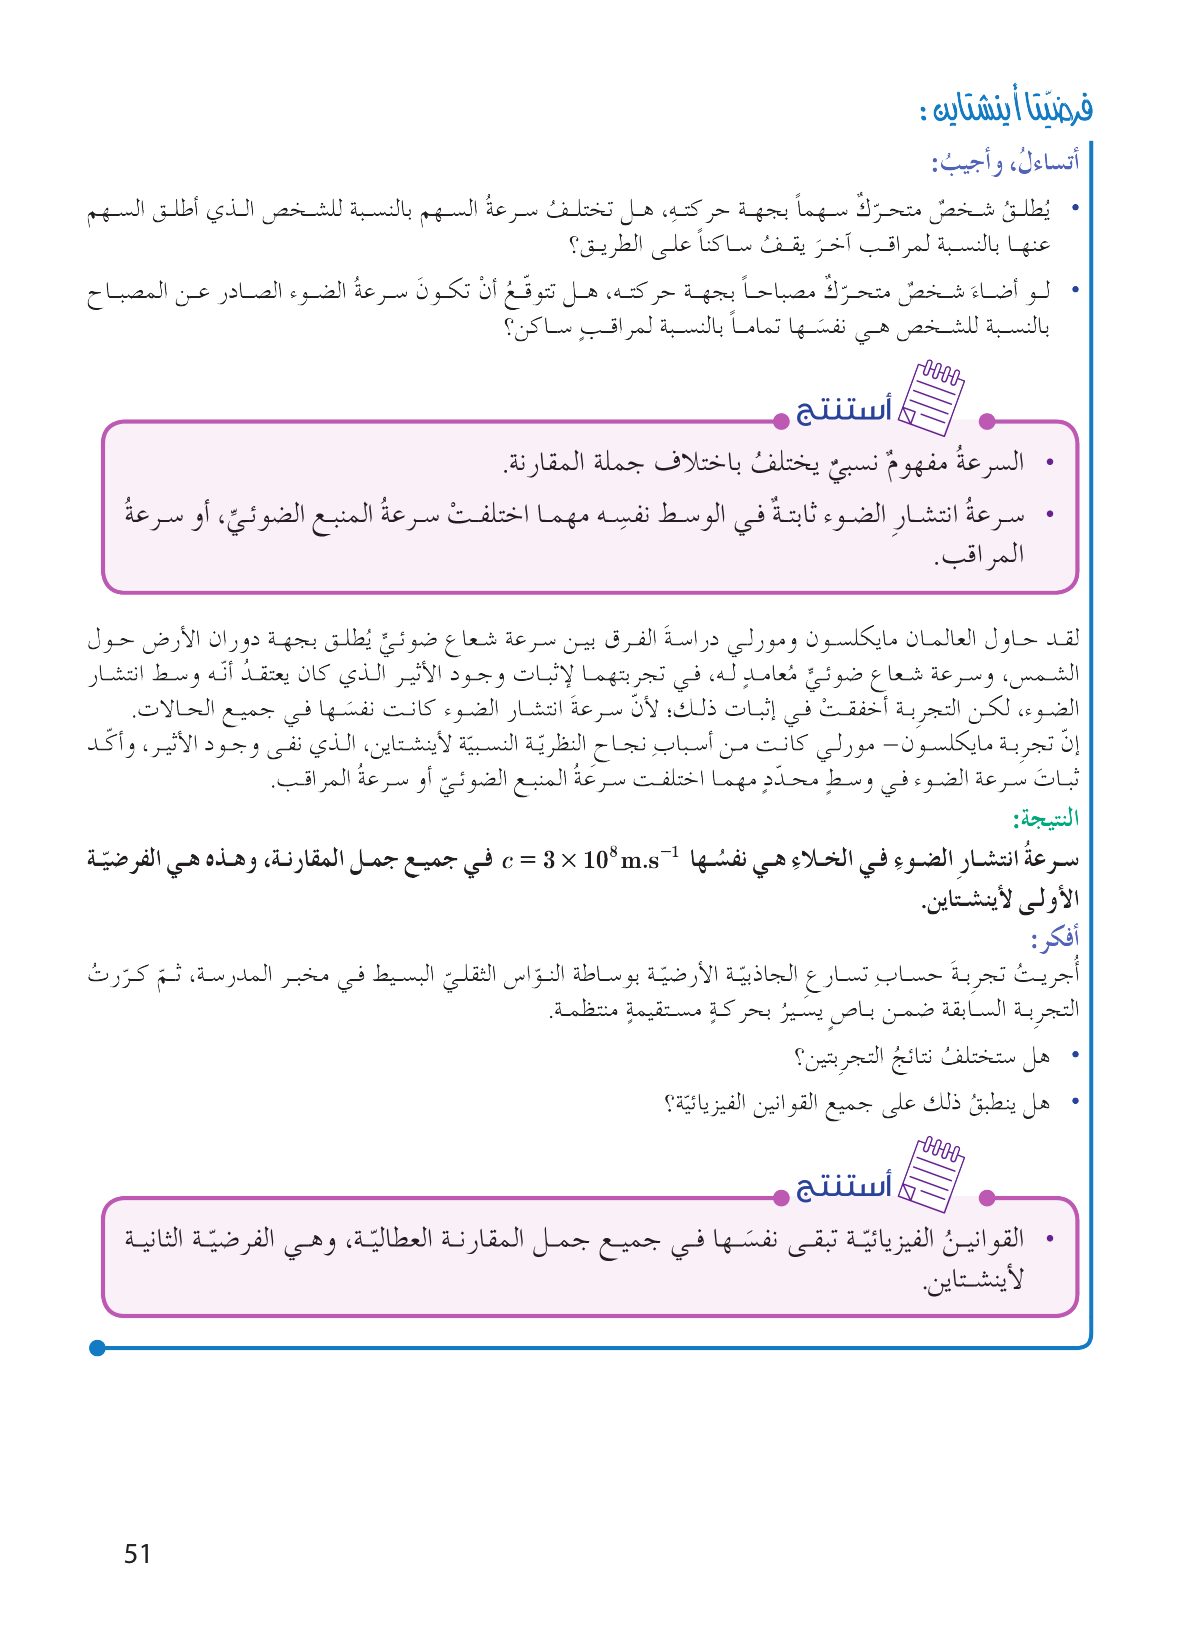 فرضيّتا أينشتاين :
أتساءلُ، وأجيبُ:
• يُطلقُ شخصٌ متحرّكٌ سهماً بجهة حركتهِ، هل تختلفُ سرعةُ السهم بالنسبة للشخص الذي أطلق السهم
عنها بالنسبة لمراقب آخرَ يقفُ ساكناً على الطريق؟
• لو أضاءَ شخصٌ متحرّكٌ مصباحاً بجهة حركته، هل تتوقّعُ أنْ تكونَ سرعةُ الضوء الصادر عن المصباح
بالنسبة للشخص هي نفسَها تماماً بالنسبة لمراقبٍ ساكن؟
أستنتج
• السرعةُ مفهومٌ نسبيٌ يختلفُ باختلاف جملة المقارنة.
• سرعةُ انتشارِ الضوء ثابتةٌ في الوسط نفسِه مهما اختلفتْ سرعةُ المنبع الضوئيِّ، أو سرعةُ
المراقب.
لقد حاول العالمان مايكلسون ومورلي دراسةَ الفرق بين سرعة شعاع ضوئيٍّ يُطلق بجهة دوران الأرض حول
الشمس، وسرعة شعاع ضوئيٍّ مُعامدٍ له، في تجربتهما لإثبات وجود الأثير الذي كان يعتقدُ أنّه وسط انتشار
الضوء، لكن التجرِبة أخفقتْ في إثبات ذلك؛ لأنّ سرعةَ انتشار الضوء كانت نفسَها في جميع الحالات.
إنّ تجرِبة مايكلسون– مورلي كانت من أسبابِ نجاحِ النظريّة النسبيّة لأينشتاين، الذي نفى وجود الأثير، وأكّد
ثباتَ سرعة الضوء في وسطٍ محدّدٍ مهما اختلفت سرعةُ المنبع الضوئيّ أو سرعةُ المراقب.
النتيجة:
سرعةُ انتشارِ الضوءِ في الخلاءِ هي نفسُها c = 3 × 10⁸ m.s⁻¹ في جميع جمل المقارنة، وهذه هي الفرضيّة
الأولى لأينشتاين.
أفكر:
أُجريتُ تجرِبةَ حسابِ تسارعِ الجاذبيّة الأرضيّة بوساطة النوّاس الثقليّ البسيط في مخبر المدرسة، ثمّ كرّرتُ
التجرِبة السابقة ضمن باصٍ يسيرُ بحركةٍ مستقيمةٍ منتظمة.
• هل ستختلفُ نتائجُ التجرِبتين؟
• هل ينطبقُ ذلك على جميع القوانين الفيزيائيّة؟
أستنتج
• القوانينُ الفيزيائيّة تبقى نفسَها في جميع جمل المقارنة العطاليّة، وهي الفرضيّة الثانية
لأينشتاين.
51